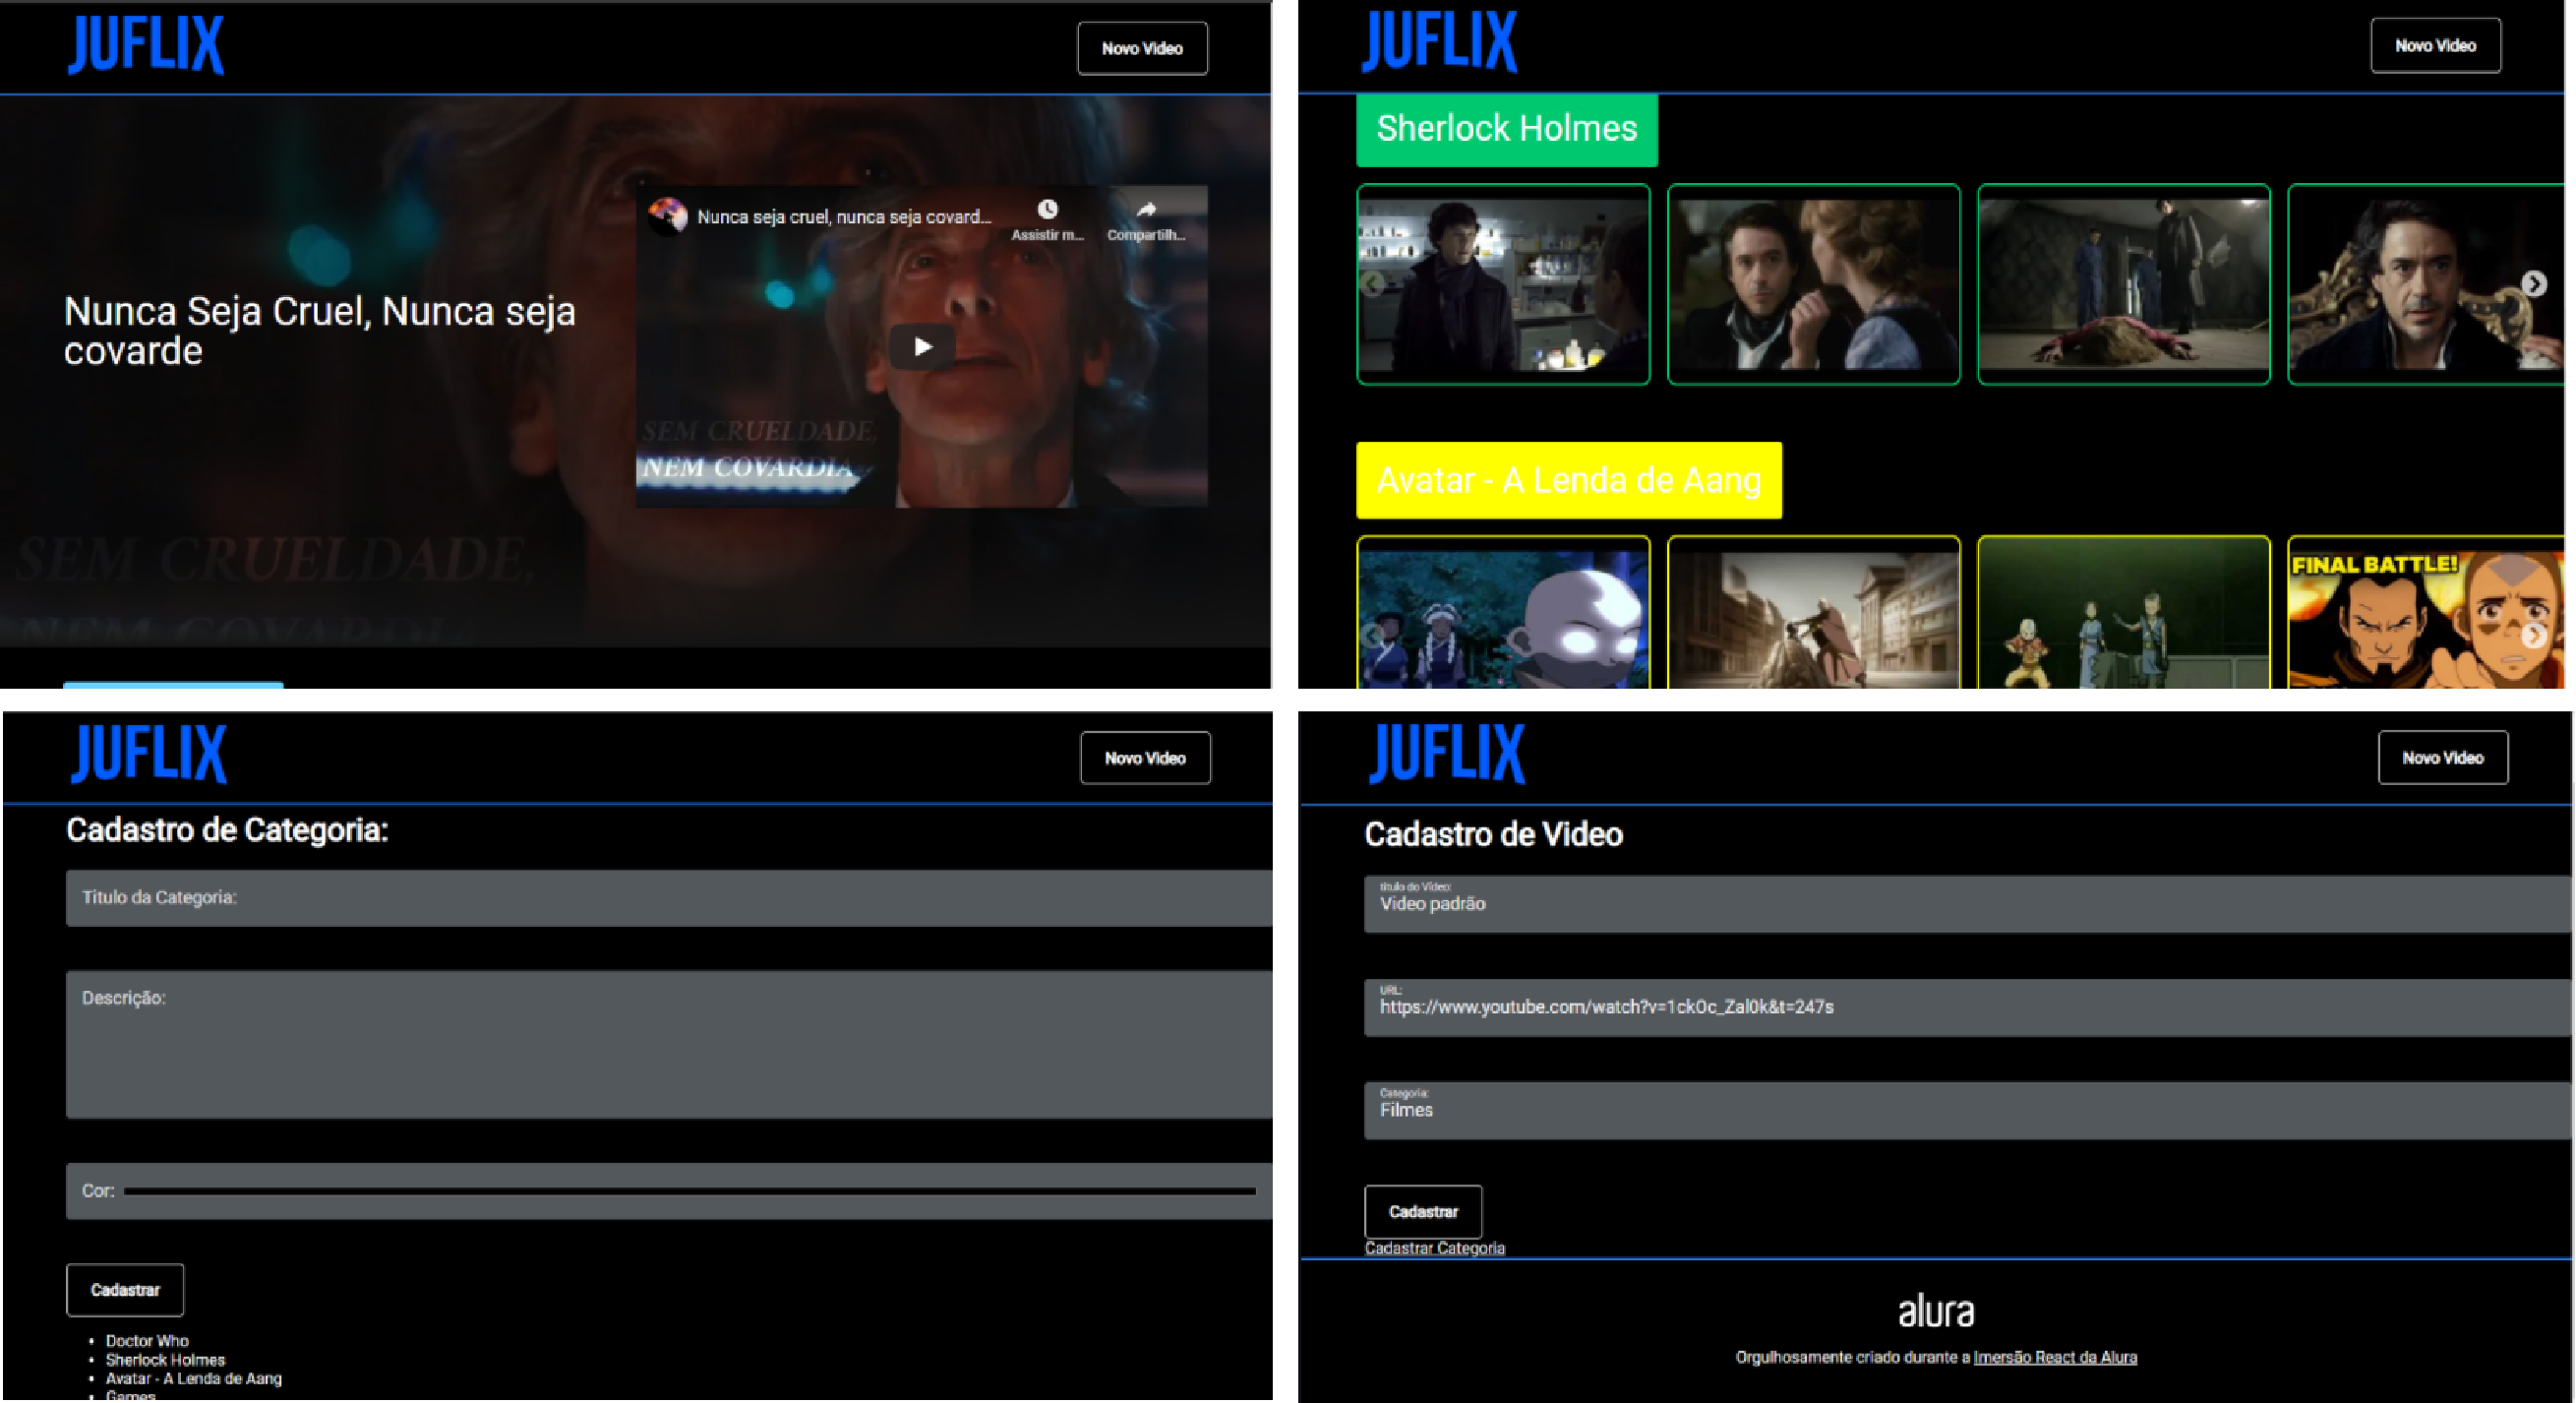 JUFLIX
Novo Video
Nunca seja cruel, nunca seja covard...
Assistir m...
Compartilh...
Nunca Seja Cruel, Nunca seja
covarde
SEM CRUELDADE,
NEM COVARDIA
SEM CRUELDADE,
NEM COVARDIA
JUFLIX
Novo Video
Sherlock Holmes
Avatar - A Lenda de Aang
FINAL BATTLE!
JUFLIX
Novo Video
Cadastro de Categoria:
Titulo da Categoria:
Descrição:
Cor:
Cadastrar
• Doctor Who
• Sherlock Holmes
• Avatar - A Lenda de Aang
• Games
JUFLIX
Novo Video
Cadastro de Video
titulo do Vídeo:
Video padrão
URL:
https://www.youtube.com/watch?v=1ckOc_Zal0k&t=247s
Categoria:
Filmes
Cadastrar
Cadastrar Categoria
alura
Orgulhosamente criado durante a Imersão React da Alura